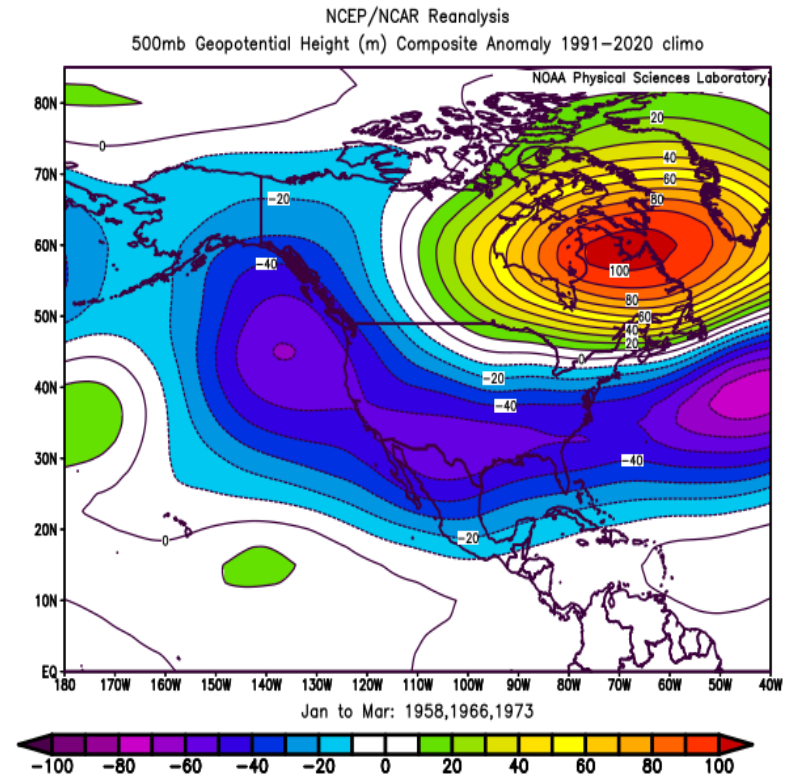 NCEP/NCAR Reanalysis
500mb Geopotential Height (m) Composite Anomaly 1991-2020 climo
NOAA Physical Sciences Laboratory
80N
20
0
40
70N
60
-20
80
60N
-40
100
80
50N
60
40
20
0
-20
40N
-40
30N
-40
20N
0
-20
10N
EQ
180 170W 160W 150W 140W 130W 120W 110W 100W 90W 80W 70W 60W 50W 40W
Jan to Mar: 1958,1966,1973
-100 -80 -60 -40 -20 0 20 40 60 80 100